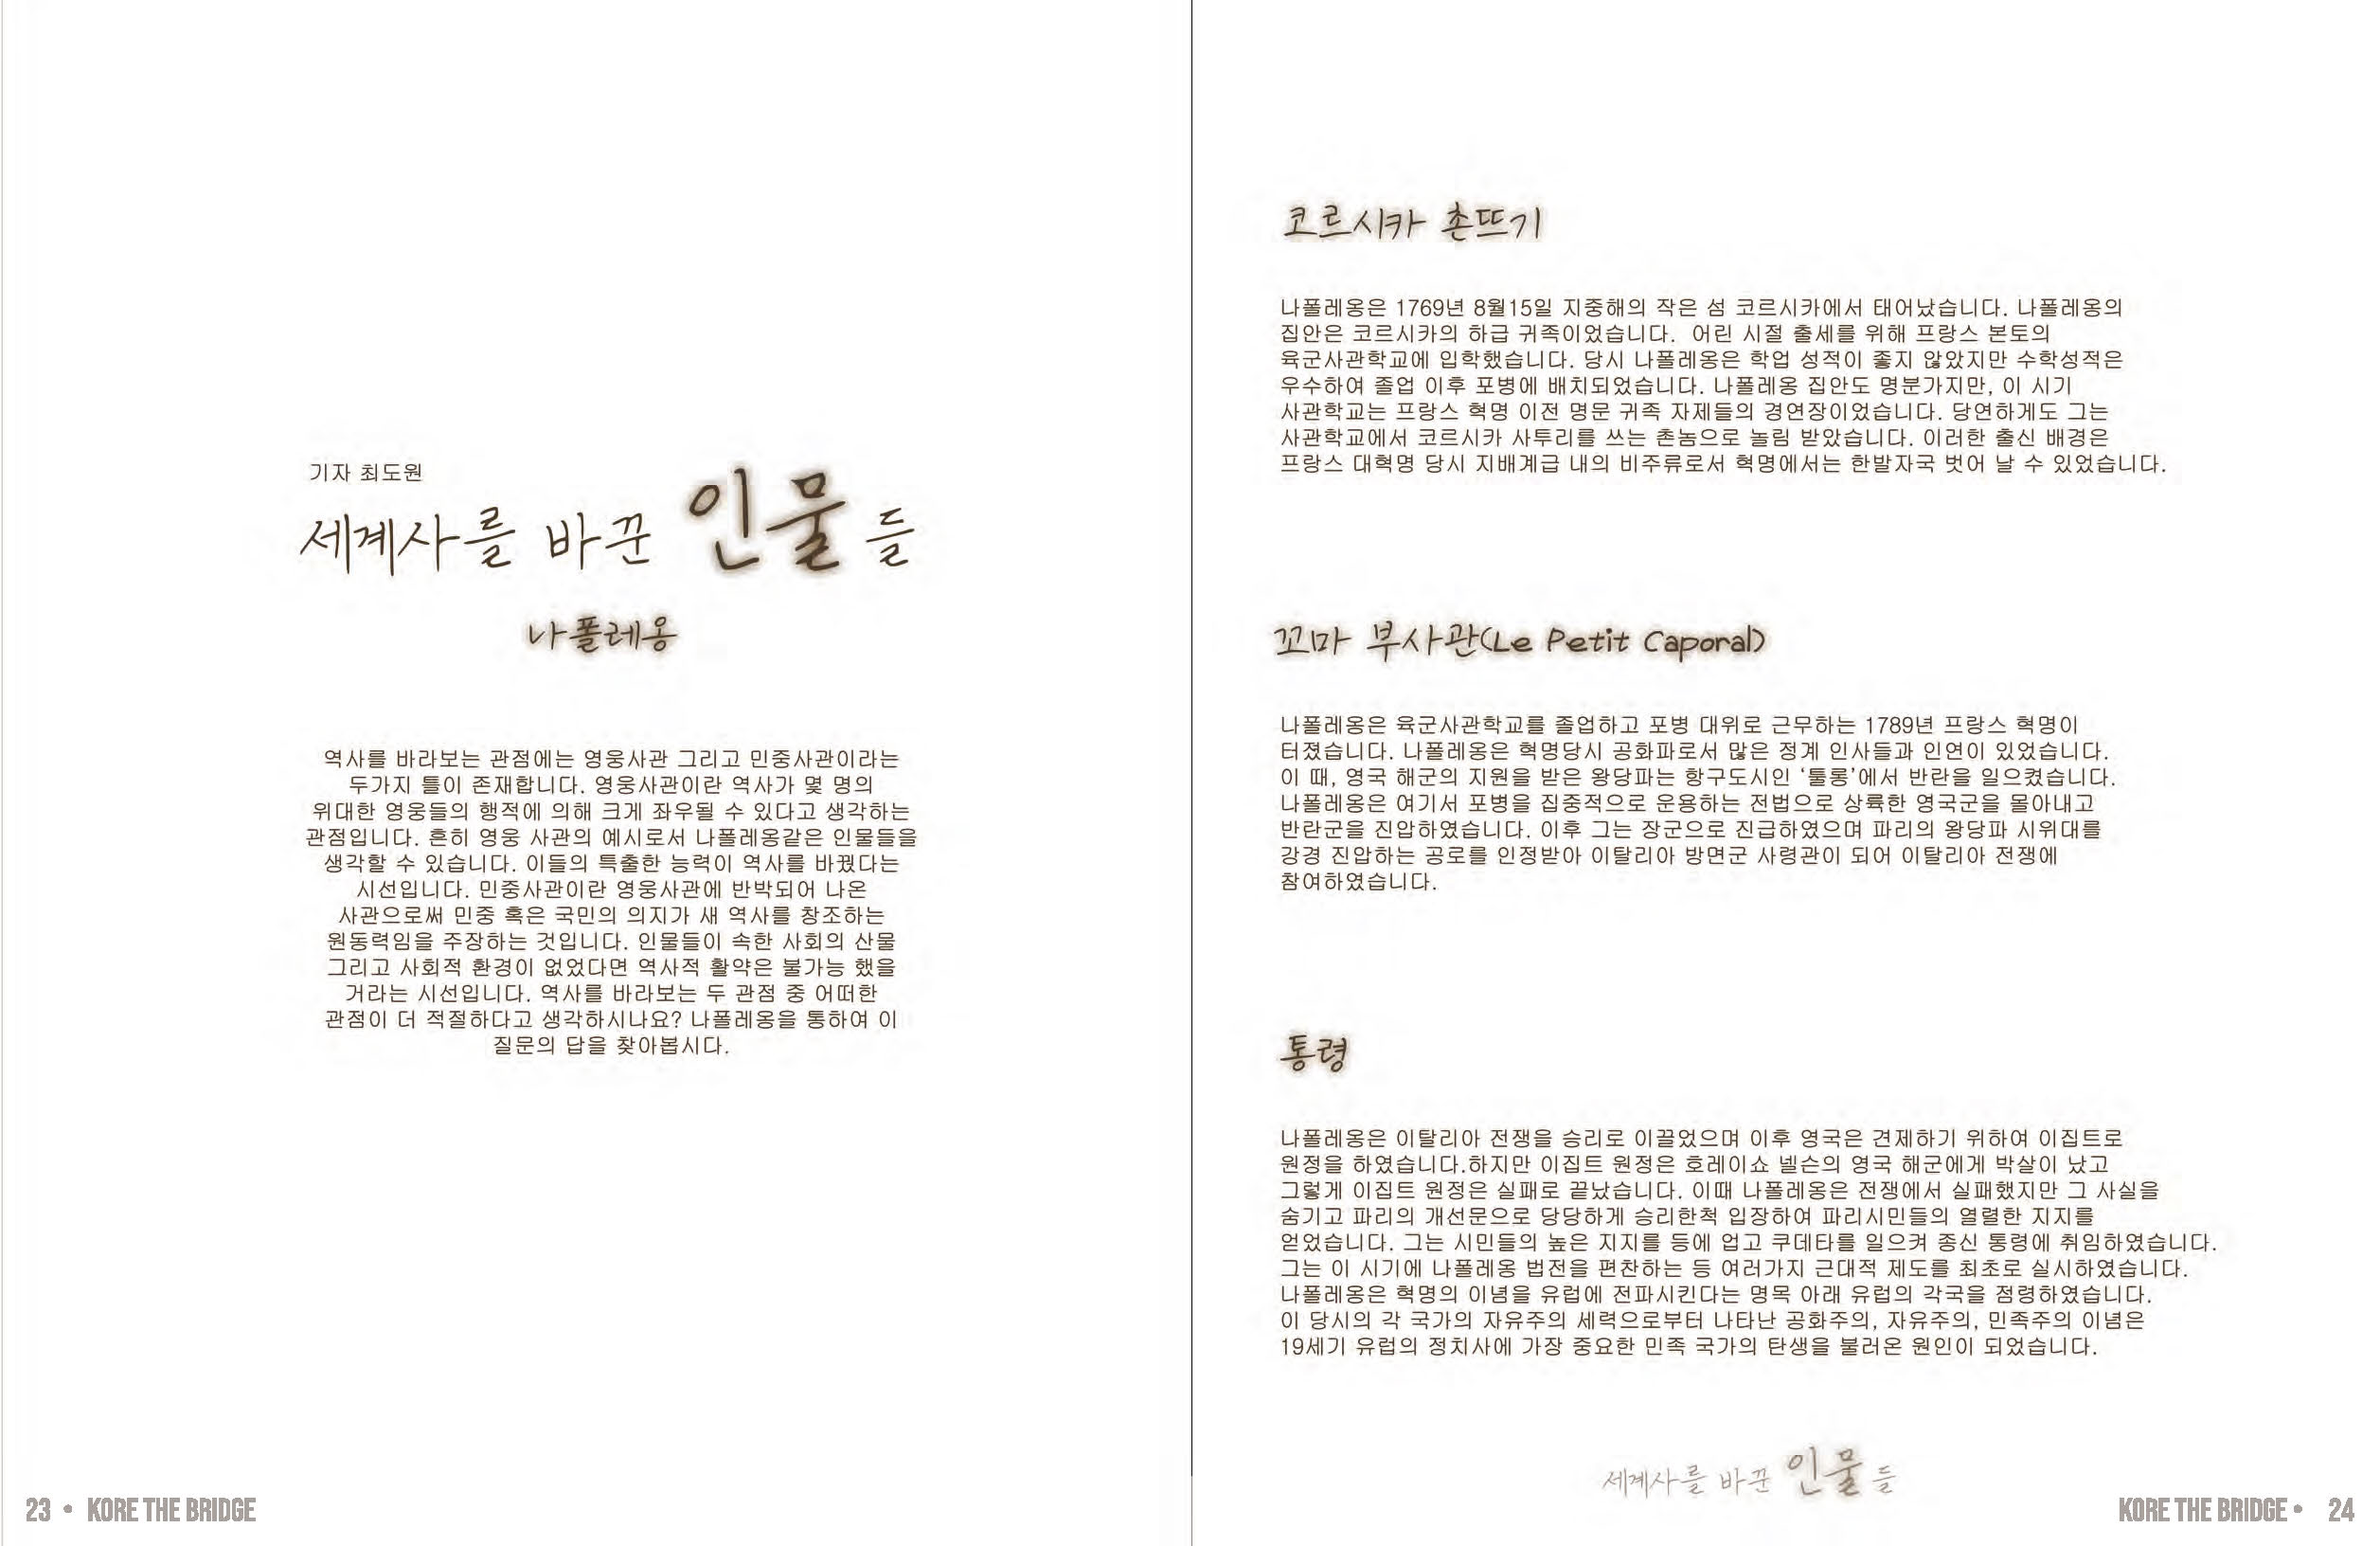 기자 최도원
세계사를 바꾼 인물들
나폴레옹
역사를 바라보는 관점에는 영웅사관 그리고 민중사관이라는
두가지 틀이 존재합니다. 영웅사관이란 역사가 몇 명의
위대한 영웅들의 행적에 의해 크게 좌우될 수 있다고 생각하는
관점입니다. 흔히 영웅 사관의 예시로서 나폴레옹같은 인물들을
생각할 수 있습니다. 이들의 특출한 능력이 역사를 바꿨다는
시선입니다. 민중사관이란 영웅사관에 반박되어 나온
사관으로써 민중 혹은 국민의 의지가 새 역사를 창조하는
원동력임을 주장하는 것입니다. 인물들이 속한 사회의 산물
그리고 사회적 환경이 없었다면 역사적 활약은 불가능 했을
거라는 시선입니다. 역사를 바라보는 두 관점 중 어떠한
관점이 더 적절하다고 생각하시나요? 나폴레옹을 통하여 이
질문의 답을 찾아봅시다.
23 • KORE THE BRIDGE
코르시카 촌뜨기
나폴레옹은 1769년 8월15일 지중해의 작은 섬 코르시카에서 태어났습니다. 나폴레옹의
집안은 코르시카의 하급 귀족이었습니다. 어린 시절 출세를 위해 프랑스 본토의
육군사관학교에 입학했습니다. 당시 나폴레옹은 학업 성적이 좋지 않았지만 수학성적은
우수하여 졸업 이후 포병에 배치되었습니다. 나폴레옹 집안도 명분가지만, 이 시기
사관학교는 프랑스 혁명 이전 명문 귀족 자제들의 경연장이었습니다. 당연하게도 그는
사관학교에서 코르시카 사투리를 쓰는 촌놈으로 놀림 받았습니다. 이러한 출신 배경은
프랑스 대혁명 당시 지배계급 내의 비주류로서 혁명에서는 한발자국 벗어 날 수 있었습니다.
꼬마 부사관(Le Petit Caporal)
나폴레옹은 육군사관학교를 졸업하고 포병 대위로 근무하는 1789년 프랑스 혁명이
터졌습니다. 나폴레옹은 혁명당시 공화파로서 많은 정계 인사들과 인연이 있었습니다.
이 때, 영국 해군의 지원을 받은 왕당파는 항구도시인 ‘툴롱’에서 반란을 일으켰습니다.
나폴레옹은 여기서 포병을 집중적으로 운용하는 전법으로 상륙한 영국군을 몰아내고
반란군을 진압하였습니다. 이후 그는 장군으로 진급하였으며 파리의 왕당파 시위대를
강경 진압하는 공로를 인정받아 이탈리아 방면군 사령관이 되어 이탈리아 전쟁에
참여하였습니다.
통령
나폴레옹은 이탈리아 전쟁을 승리로 이끌었으며 이후 영국은 견제하기 위하여 이집트로
원정을 하였습니다.하지만 이집트 원정은 호레이쇼 넬슨의 영국 해군에게 박살이 났고
그렇게 이집트 원정은 실패로 끝났습니다. 이때 나폴레옹은 전쟁에서 실패했지만 그 사실을
숨기고 파리의 개선문으로 당당하게 승리한척 입장하여 파리시민들의 열렬한 지지를
얻었습니다. 그는 시민들의 높은 지지를 등에 업고 쿠데타를 일으켜 종신 통령에 취임하였습니다.
그는 이 시기에 나폴레옹 법전을 편찬하는 등 여러가지 근대적 제도를 최초로 실시하였습니다.
나폴레옹은 혁명의 이념을 유럽에 전파시킨다는 명목 아래 유럽의 각국을 점령하였습니다.
이 당시의 각 국가의 자유주의 세력으로부터 나타난 공화주의, 자유주의, 민족주의 이념은
19세기 유럽의 정치사에 가장 중요한 민족 국가의 탄생을 불러온 원인이 되었습니다.
세계사를 바꾼 인물들
KORE THE BRIDGE • 24